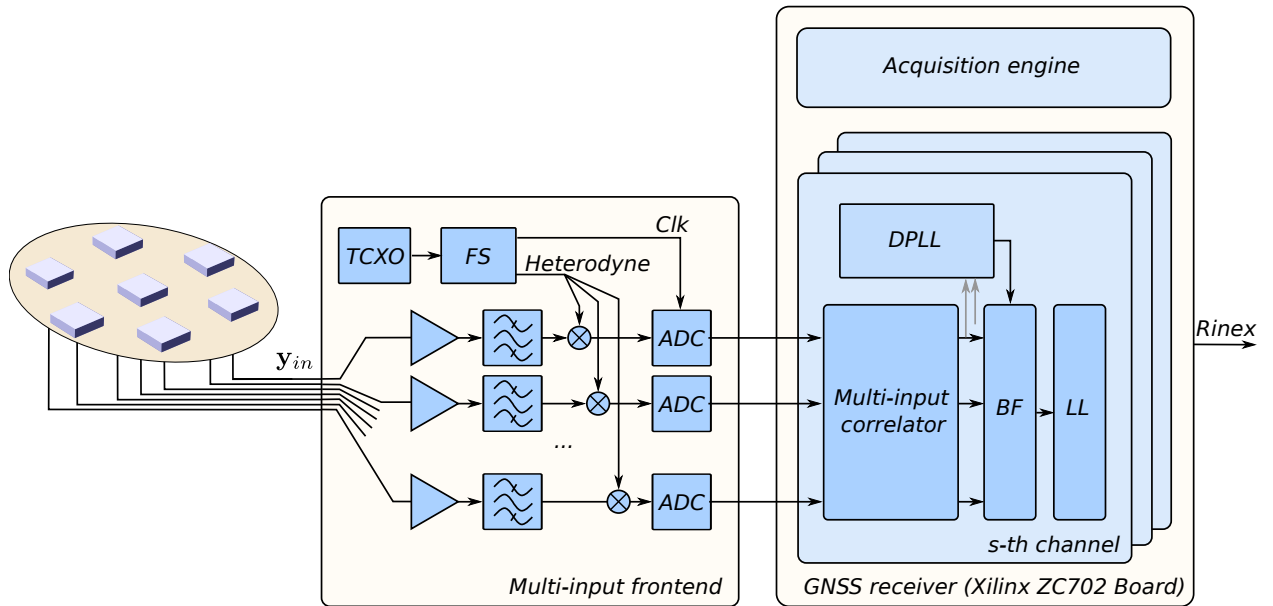 Acquisition engine
Clk
TCXO
FS
Heterodyne
DPLL
y_in
ADC
ADC
...
ADC
Multi-input
correlator
BF
LL
Rinex
s-th channel
Multi-input frontend
GNSS receiver (Xilinx ZC702 Board)